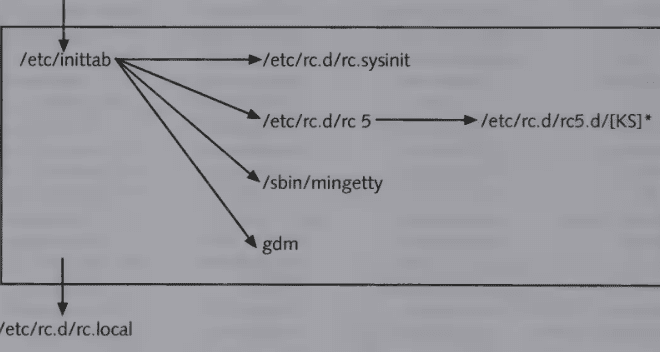 /etc/inittab
/etc/rc.d/rc.sysinit
/etc/rc.d/rc 5
/etc/rc.d/rc5.d/[KS]*
/sbin/mingetty
gdm
/etc/rc.d/rc.local